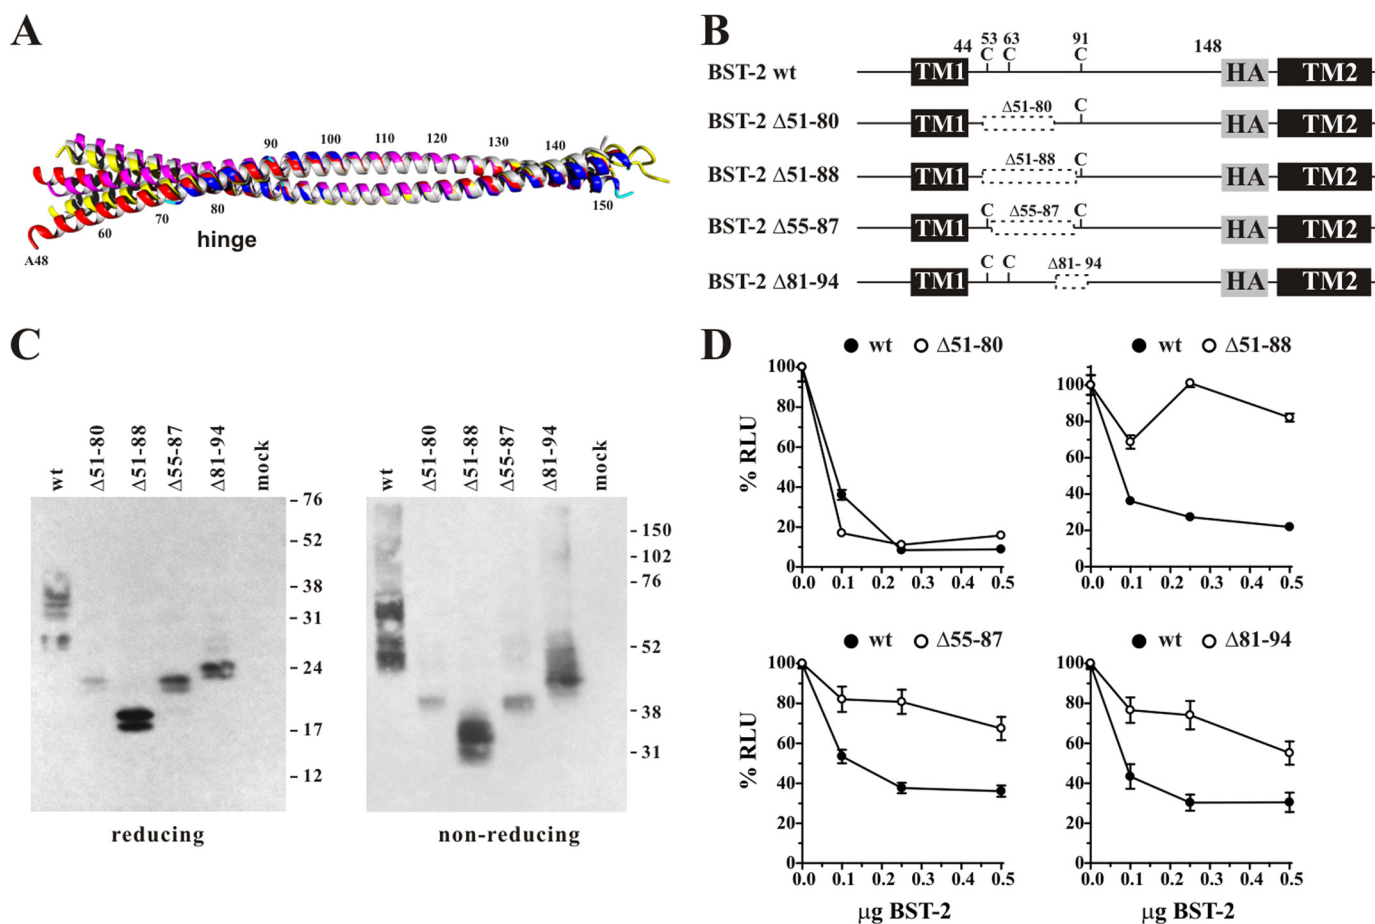 A
90
100
110
120
130
140
150
60
70
80
A48
hinge
B
44 53 63 91 148
C C C
BST-2 wt TM1 HA TM2
Δ51-80
C
BST-2 Δ51-80 TM1 HA TM2
Δ51-88
C
BST-2 Δ51-88 TM1 HA TM2
C Δ55-87 C
BST-2 Δ55-87 TM1 HA TM2
C C Δ81-94
BST-2 Δ81-94 TM1 HA TM2
C
wt Δ51-80 Δ51-88 Δ55-87 Δ81-94 mock
- 76
- 52
- 38
- 31
- 24
- 17
- 12
reducing
wt Δ51-80 Δ51-88 Δ55-87 Δ81-94 mock
- 150
- 102
- 76
- 52
- 38
- 31
non-reducing
D
wt Δ51-80
100
80
60
40
20
0
% RLU
0.0 0.1 0.2 0.3 0.4 0.5
wt Δ51-88
100
80
60
40
20
0
0.0 0.1 0.2 0.3 0.4 0.5
wt Δ55-87
100
80
60
40
20
0
% RLU
0.0 0.1 0.2 0.3 0.4 0.5
µg BST-2
wt Δ81-94
100
80
60
40
20
0
0.0 0.1 0.2 0.3 0.4 0.5
µg BST-2